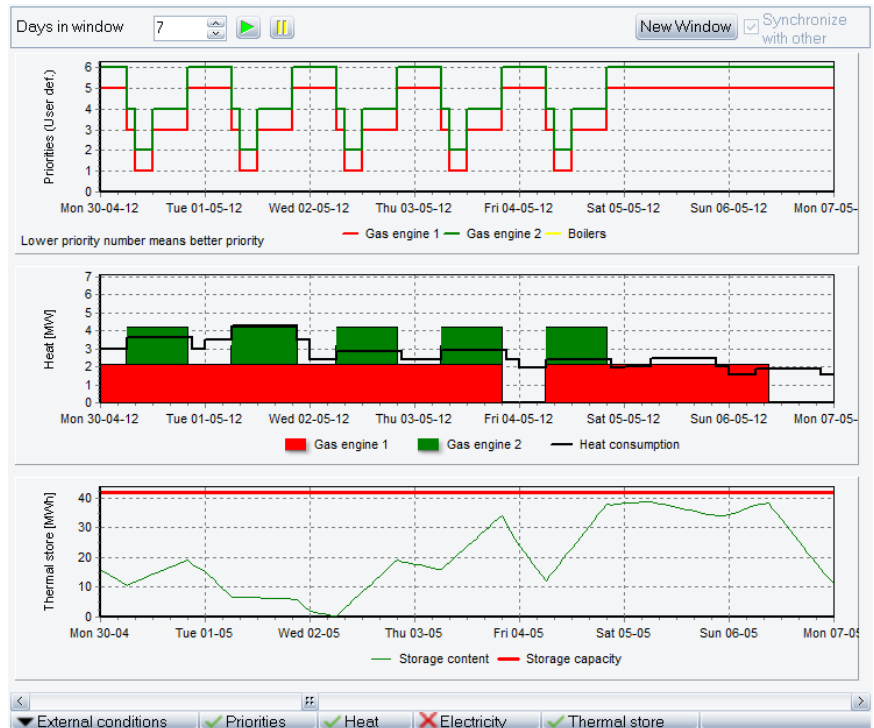 Days in window 7 New Window Synchronize
with other
Priorities (User def.)
6
5
4
3
2
1
0
Mon 30-04-12 Tue 01-05-12 Wed 02-05-12 Thu 03-05-12 Fri 04-05-12 Sat 05-05-12 Sun 06-05-12 Mon 07-05-
Lower priority number means better priority Gas engine 1 Gas engine 2 Boilers
Heat [MW]
7
6
5
4
3
2
1
0
Mon 30-04-12 Tue 01-05-12 Wed 02-05-12 Thu 03-05-12 Fri 04-05-12 Sat 05-05-12 Sun 06-05-12 Mon 07-05-
Gas engine 1 Gas engine 2 Heat consumption
Thermal store [MWh]
40
30
20
10
0
Mon 30-04 Tue 01-05 Wed 02-05 Thu 03-05 Fri 04-05 Sat 05-05 Sun 06-05 Mon 07-05
Storage content Storage capacity
External conditions Priorities Heat Electricity Thermal store